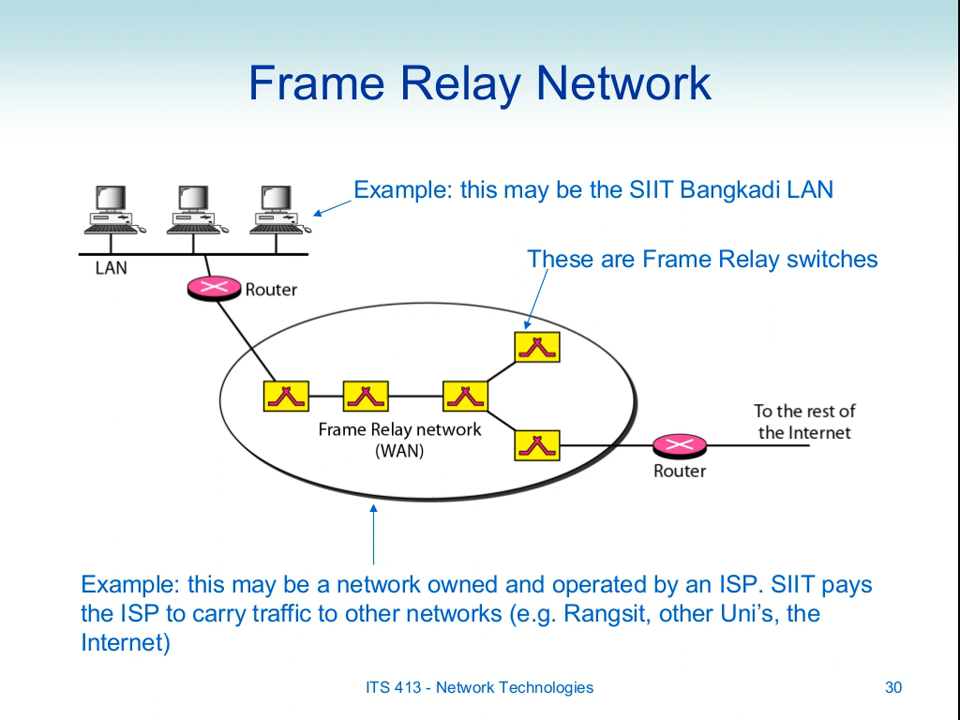 Frame Relay Network
Example: this may be the SIIT Bangkadi LAN
These are Frame Relay switches
LAN
Router
Frame Relay network
(WAN)
To the rest of
the Internet
Router
Example: this may be a network owned and operated by an ISP. SIIT pays
the ISP to carry traffic to other networks (e.g. Rangsit, other Uni’s, the
Internet)
ITS 413 - Network Technologies
30